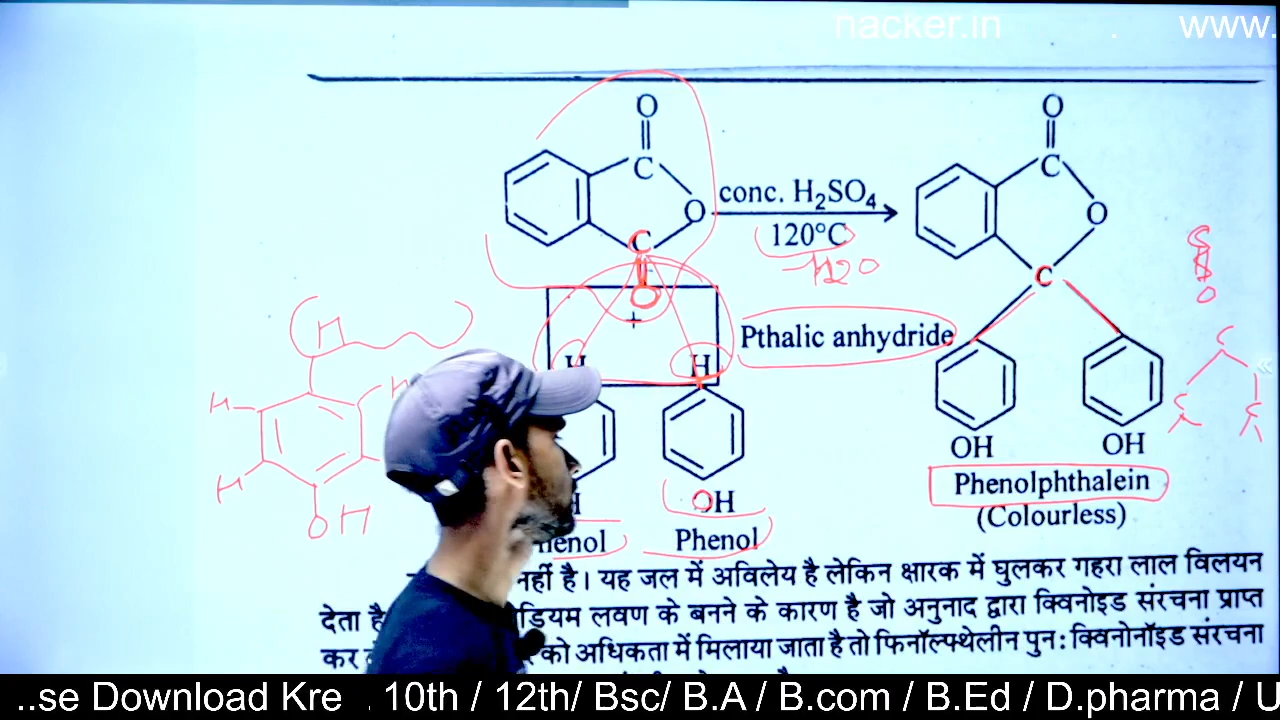 nacker.in . www.
O
C
O
C
O
+
H H
OH
Phenol
conc. H₂SO₄
120°C
-H2O
Pthalic anhydride
O
C
O
C
OH OH
Phenolphthalein
(Colourless)
C
O
C
C C
H
H H
H
OH
नहीं है। यह जल में अविलेय है लेकिन क्षारक में घुलकर गहरा लाल विलयन
देता है डियम लवण के बनने के कारण है जो अनुनाद द्वारा क्विनोइड संरचना प्राप्त
कर को अधिकता में मिलाया जाता है तो फिनॉल्फ्थेलीन पुन: क्विनोनॉइड संरचना
..se Download Kre . 10th / 12th/ Bsc/ B.A / B.com / B.Ed / D.pharma / U